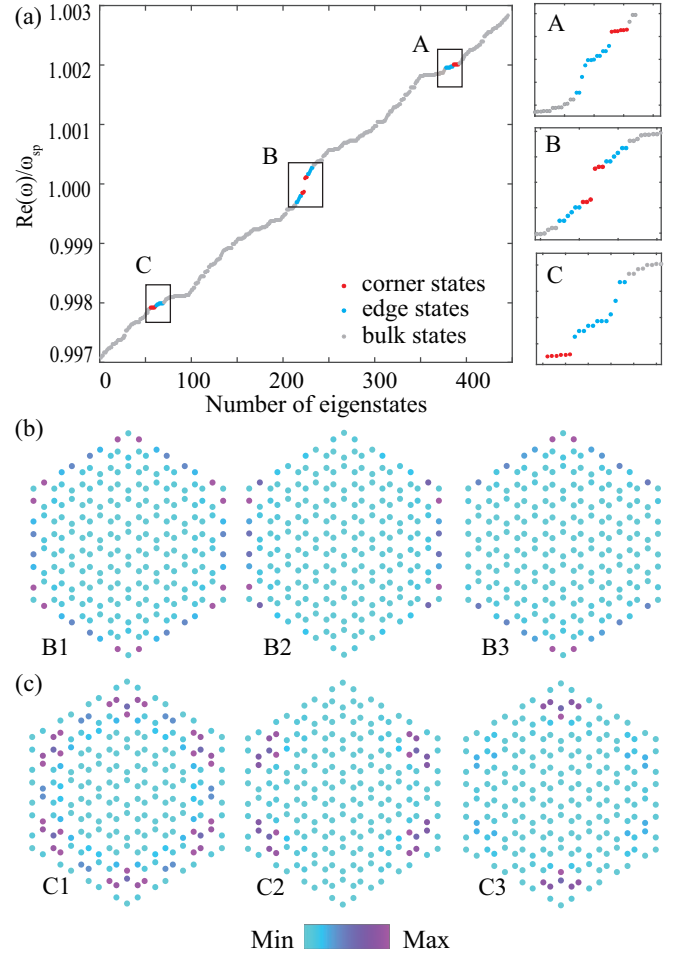 (a)
1.003
1.002
1.001
1.000
0.999
0.998
0.997
Re(ω)/ω_sp
0
100
200
300
400
Number of eigenstates
A
B
C
corner states
edge states
bulk states
A
B
C
(b)
B1
B2
B3
(c)
C1
C2
C3
Min
Max